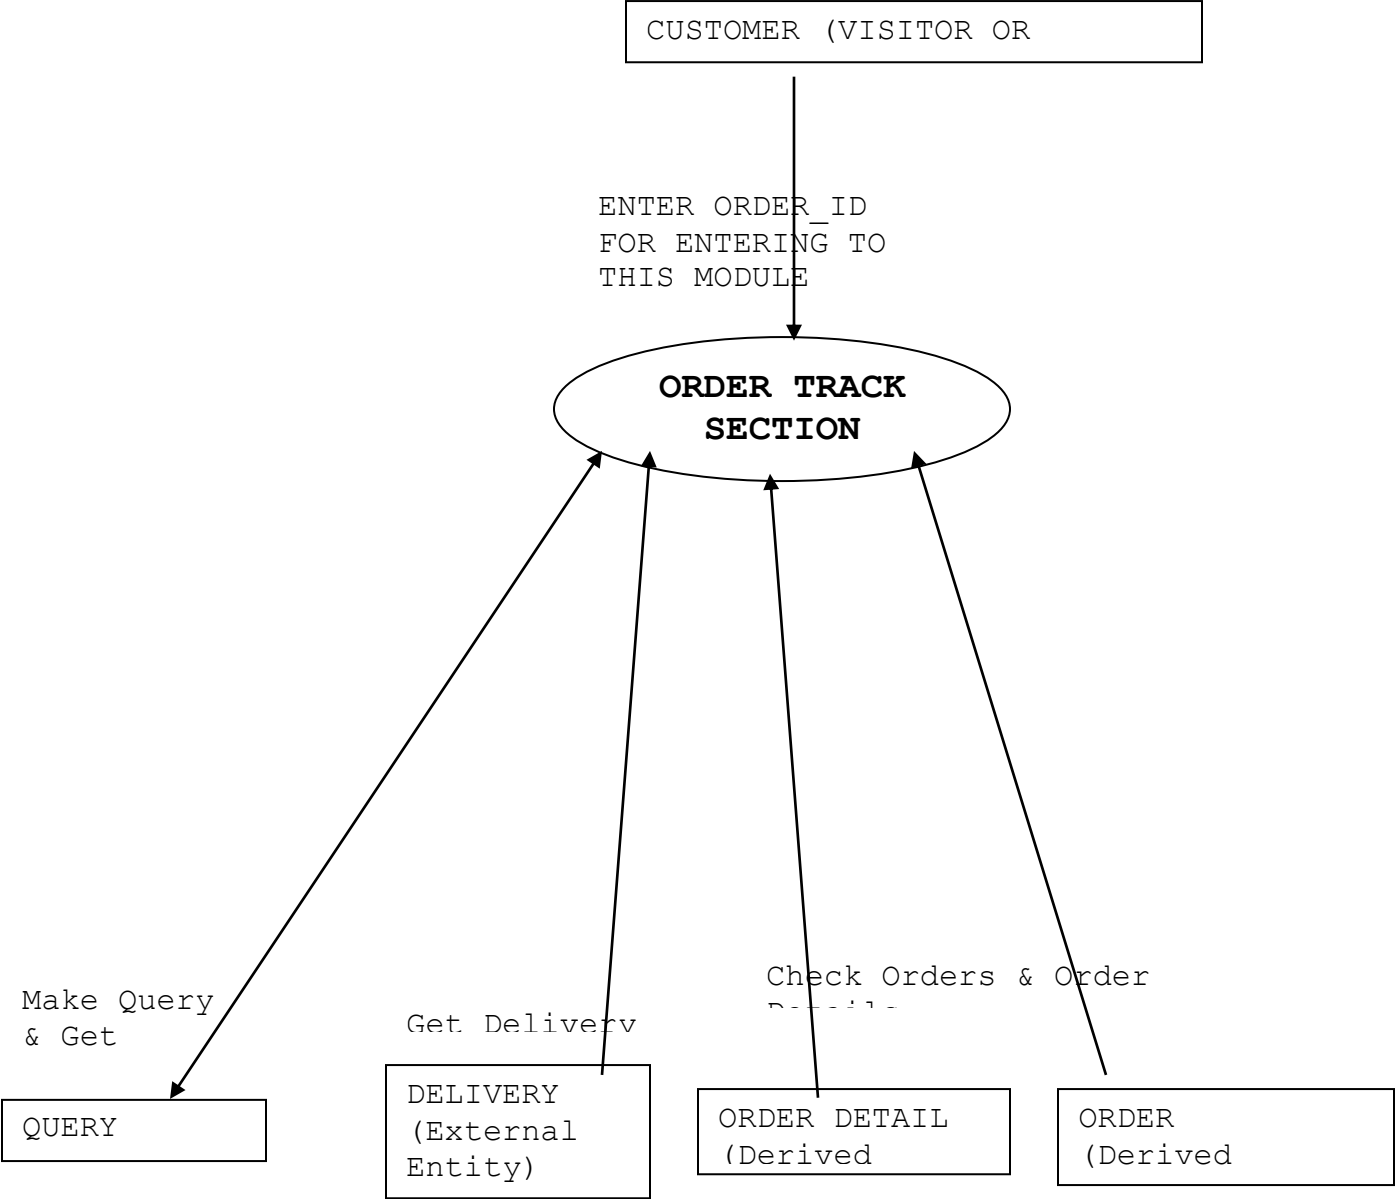 CUSTOMER (VISITOR OR
ENTER ORDER_ID
FOR ENTERING TO
THIS MODULE
ORDER TRACK
SECTION
Check Orders & Order
Details
Make Query
& Get
Get Delivery
QUERY
DELIVERY
(External
Entity)
ORDER DETAIL
(Derived
ORDER
(Derived